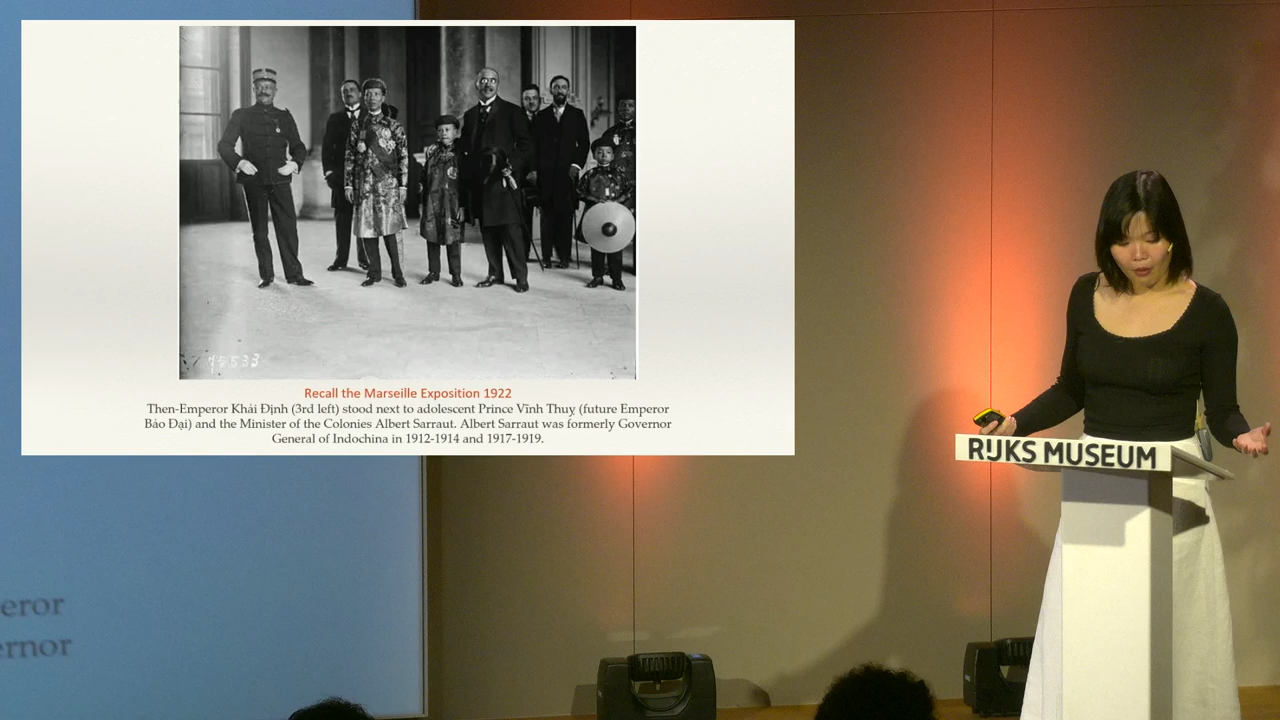 75533
Recall the Marseille Exposition 1922
Then-Emperor Khải Định (3rd left) stood next to adolescent Prince Vĩnh Thuỵ (future Emperor
Bảo Đại) and the Minister of the Colonies Albert Sarraut. Albert Sarraut was formerly Governor
General of Indochina in 1912-1914 and 1917-1919.
RIJKS MUSEUM
eror
ernor